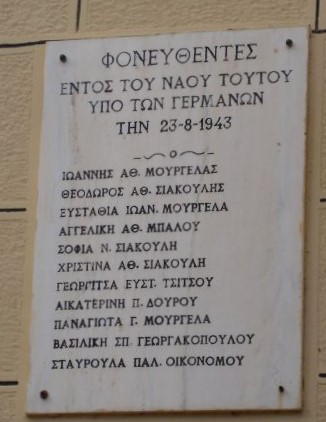 ΦΟΝΕΥΘΕΝΤΕΣ
ΕΝΤΟΣ ΤΟΥ ΝΑΟΥ ΤΟΥΤΟΥ
ΥΠΟ ΤΩΝ ΓΕΡΜΑΝΩΝ
ΤΗΝ 23-8-1943
ΙΩΑΝΝΗΣ ΑΘ. ΜΟΥΡΓΕΛΑΣ
ΘΕΟΔΩΡΟΣ ΑΘ. ΣΙΑΚΟΥΛΗΣ
ΕΥΣΤΑΘΙΑ ΙΩΑΝ. ΜΟΥΡΓΕΛΑ
ΑΓΓΕΛΙΚΗ ΑΘ. ΜΠΑΛΟΥ
ΣΟΦΙΑ Ν. ΣΙΑΚΟΥΛΗ
ΧΡΙΣΤΙΝΑ ΑΘ. ΣΙΑΚΟΥΛΗ
ΓΕΩΡΓΙΤΣΑ ΕΥΣΤ. ΤΣΙΤΣΟΥ
ΑΙΚΑΤΕΡΙΝΗ Π. ΔΟΥΡΟΥ
ΠΑΝΑΓΙΩΤΑ Γ. ΜΟΥΡΓΕΛΑ
ΒΑΣΙΛΙΚΗ ΣΠ. ΓΕΩΡΓΑΚΟΠΟΥΛΟΥ
ΣΤΑΥΡΟΥΛΑ ΠΑΛ. ΟΙΚΟΝΟΜΟΥ